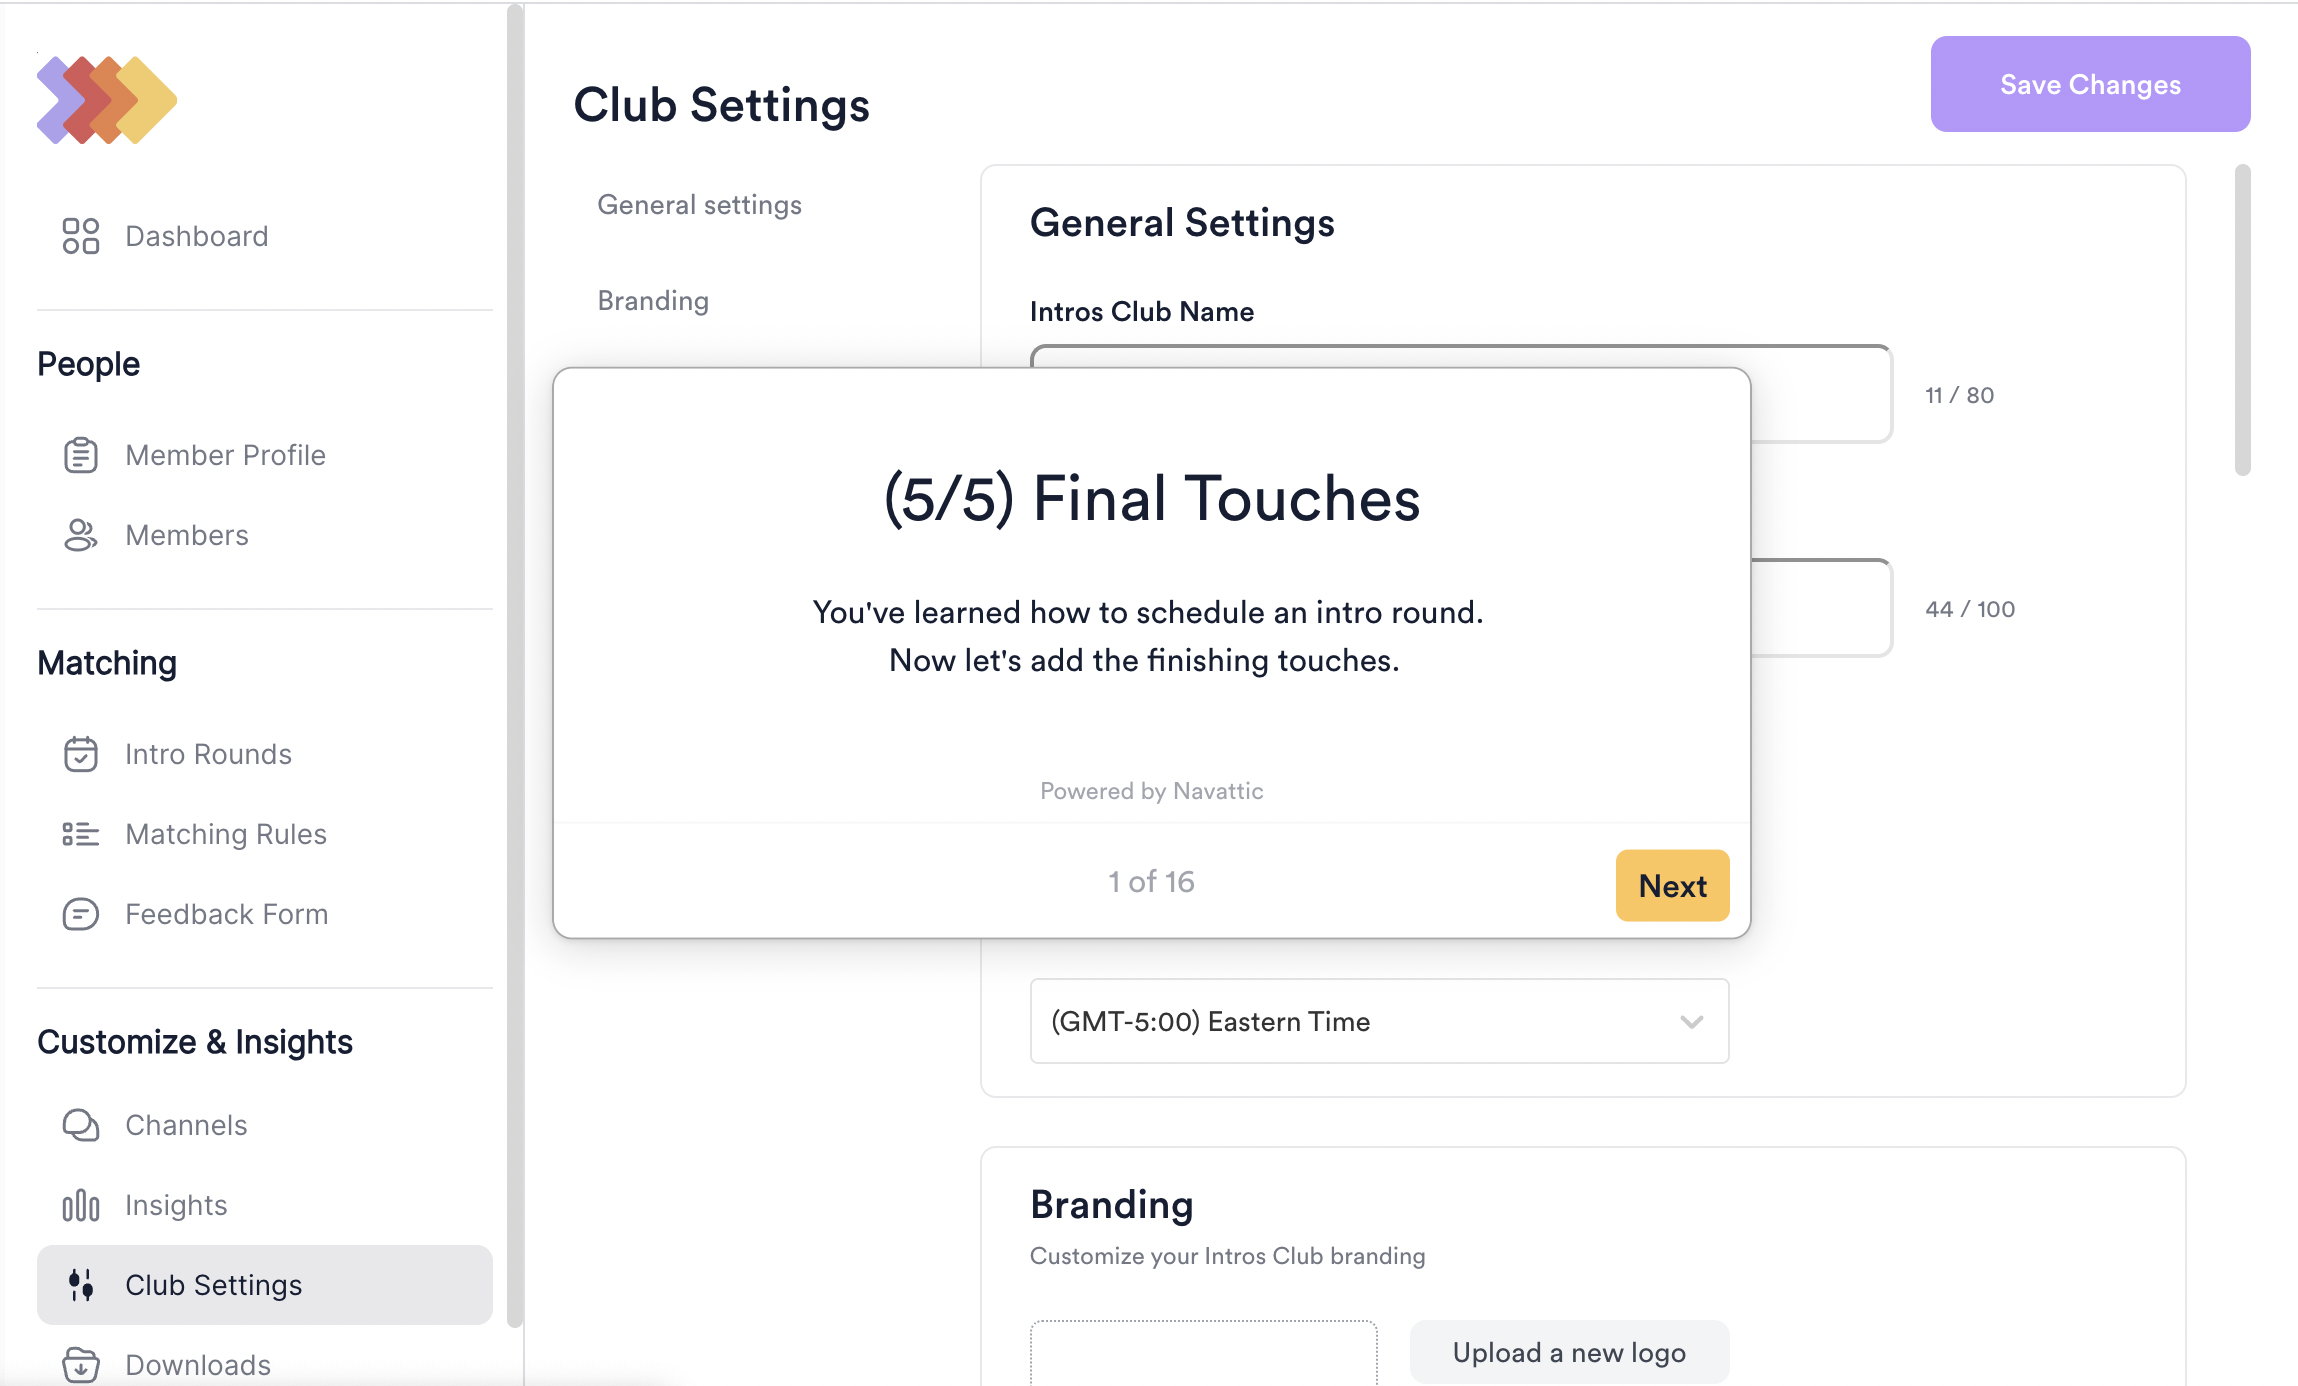 Dashboard
People
Member Profile
Members
Matching
Intro Rounds
Matching Rules
Feedback Form
Customize & Insights
Channels
Insights
Club Settings
Downloads
Club Settings
Save Changes
General settings
Branding
General Settings
Intros Club Name
11 / 80
44 / 100
(5/5) Final Touches
You've learned how to schedule an intro round.
Now let's add the finishing touches.
Powered by Navattic
1 of 16
Next
(GMT-5:00) Eastern Time
Branding
Customize your Intros Club branding
Upload a new logo